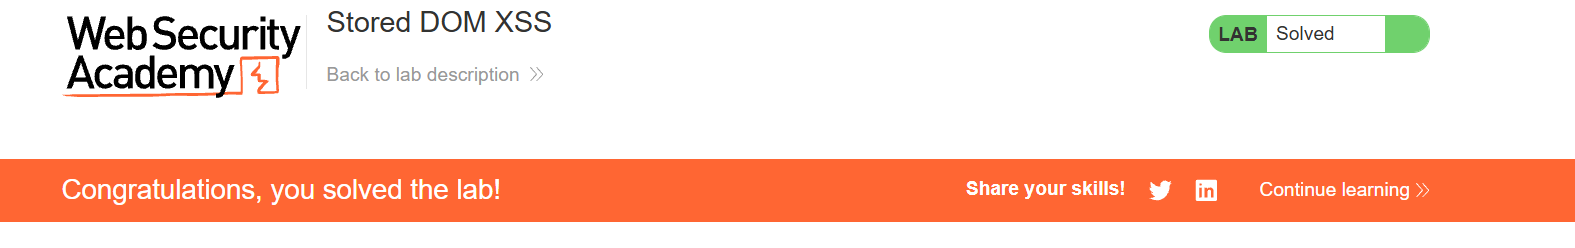 Web Security
Academy
Stored DOM XSS
Back to lab description
LAB Solved
Congratulations, you solved the lab!
Share your skills!
Continue learning